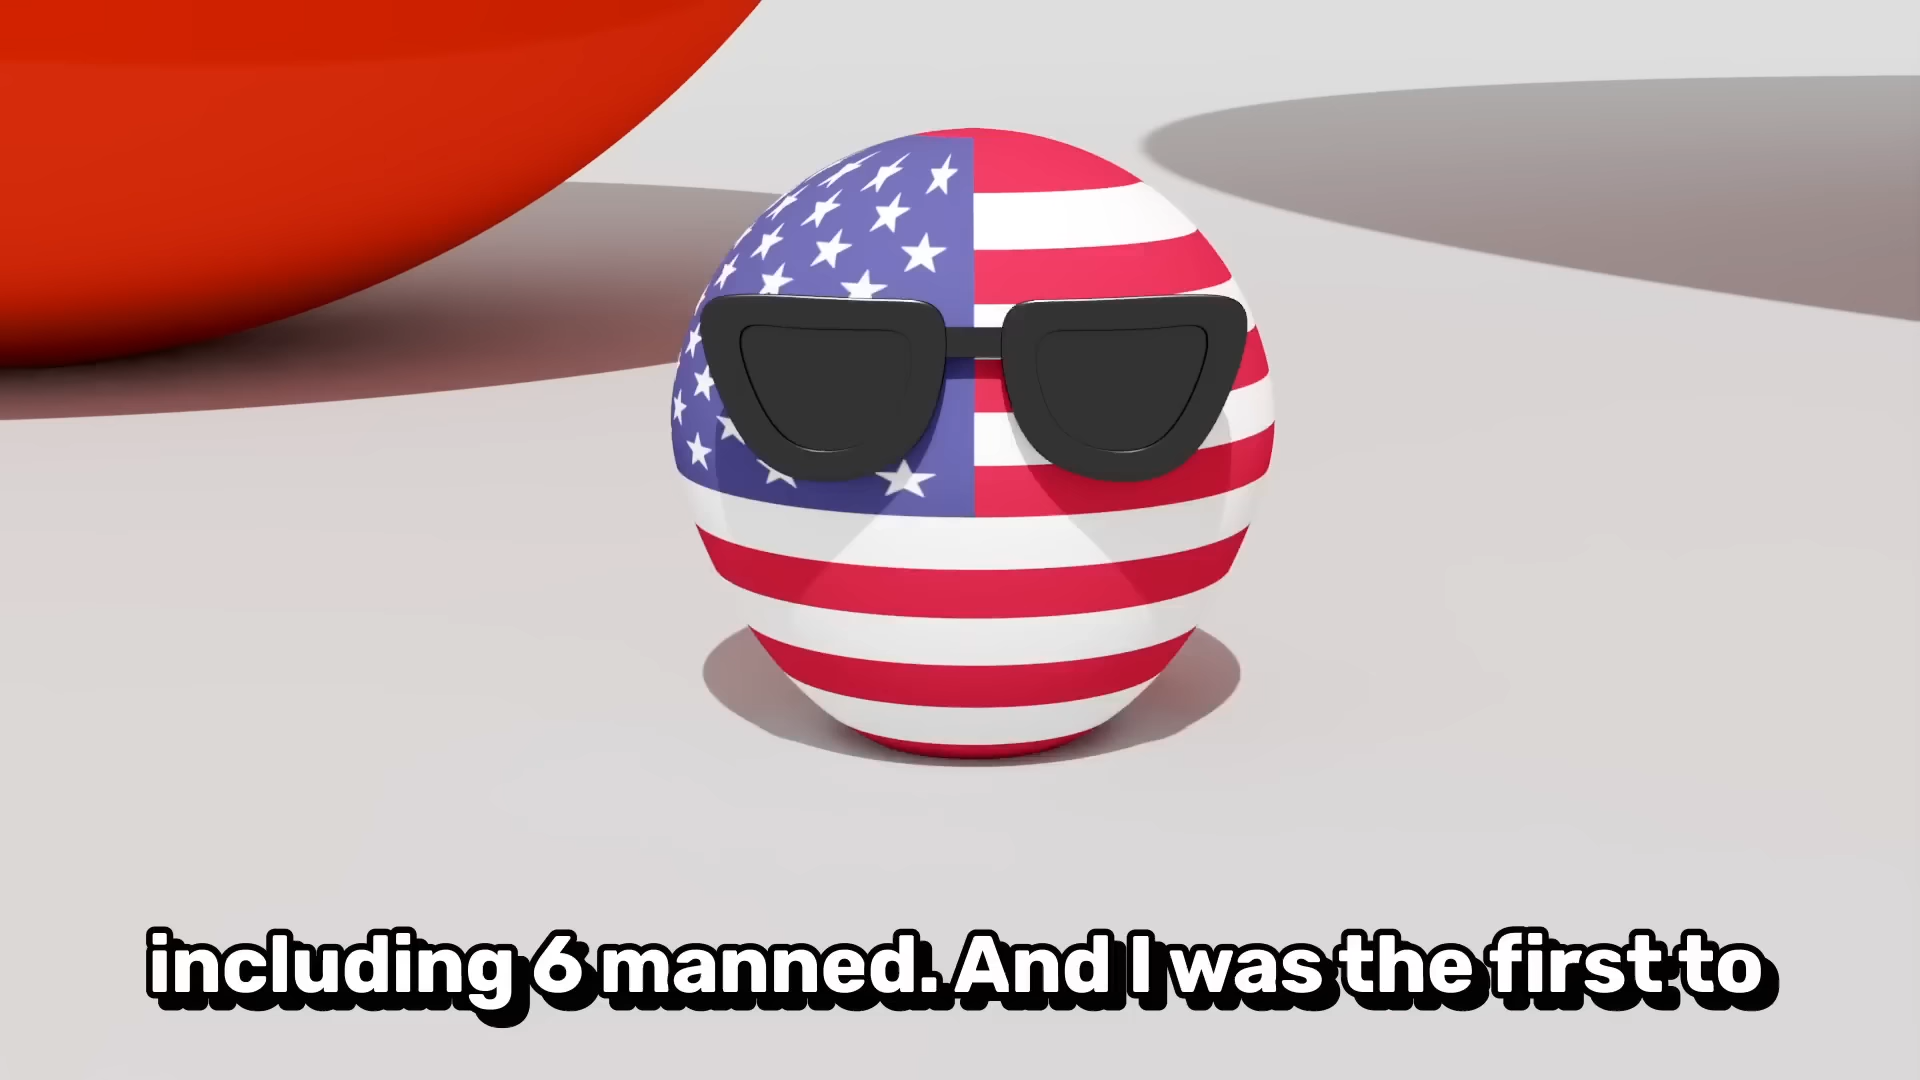 including 6 manned. And I was the first to